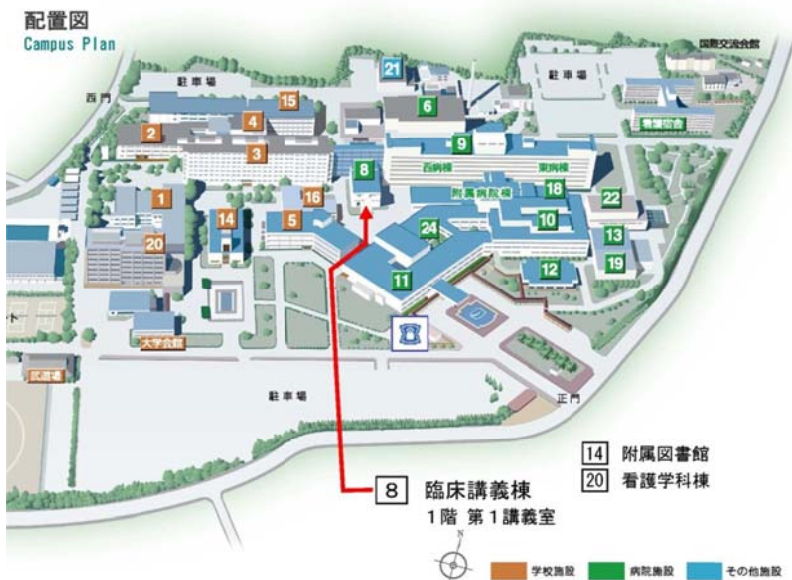 配置図
Campus Plan
国際交流会館
駐車場
21
駐車場
西門
15
6
看護宿舎
4
2
9
3
8
西病棟
東病棟
18
附属病院棟
1
16
22
14
5
10
20
24
13
11
12
19
大学会館
武道場
駐車場
正門
14 附属図書館
20 看護学科棟
8 臨床講義棟
1階 第1講義室
N
学校施設 病院施設 その他施設